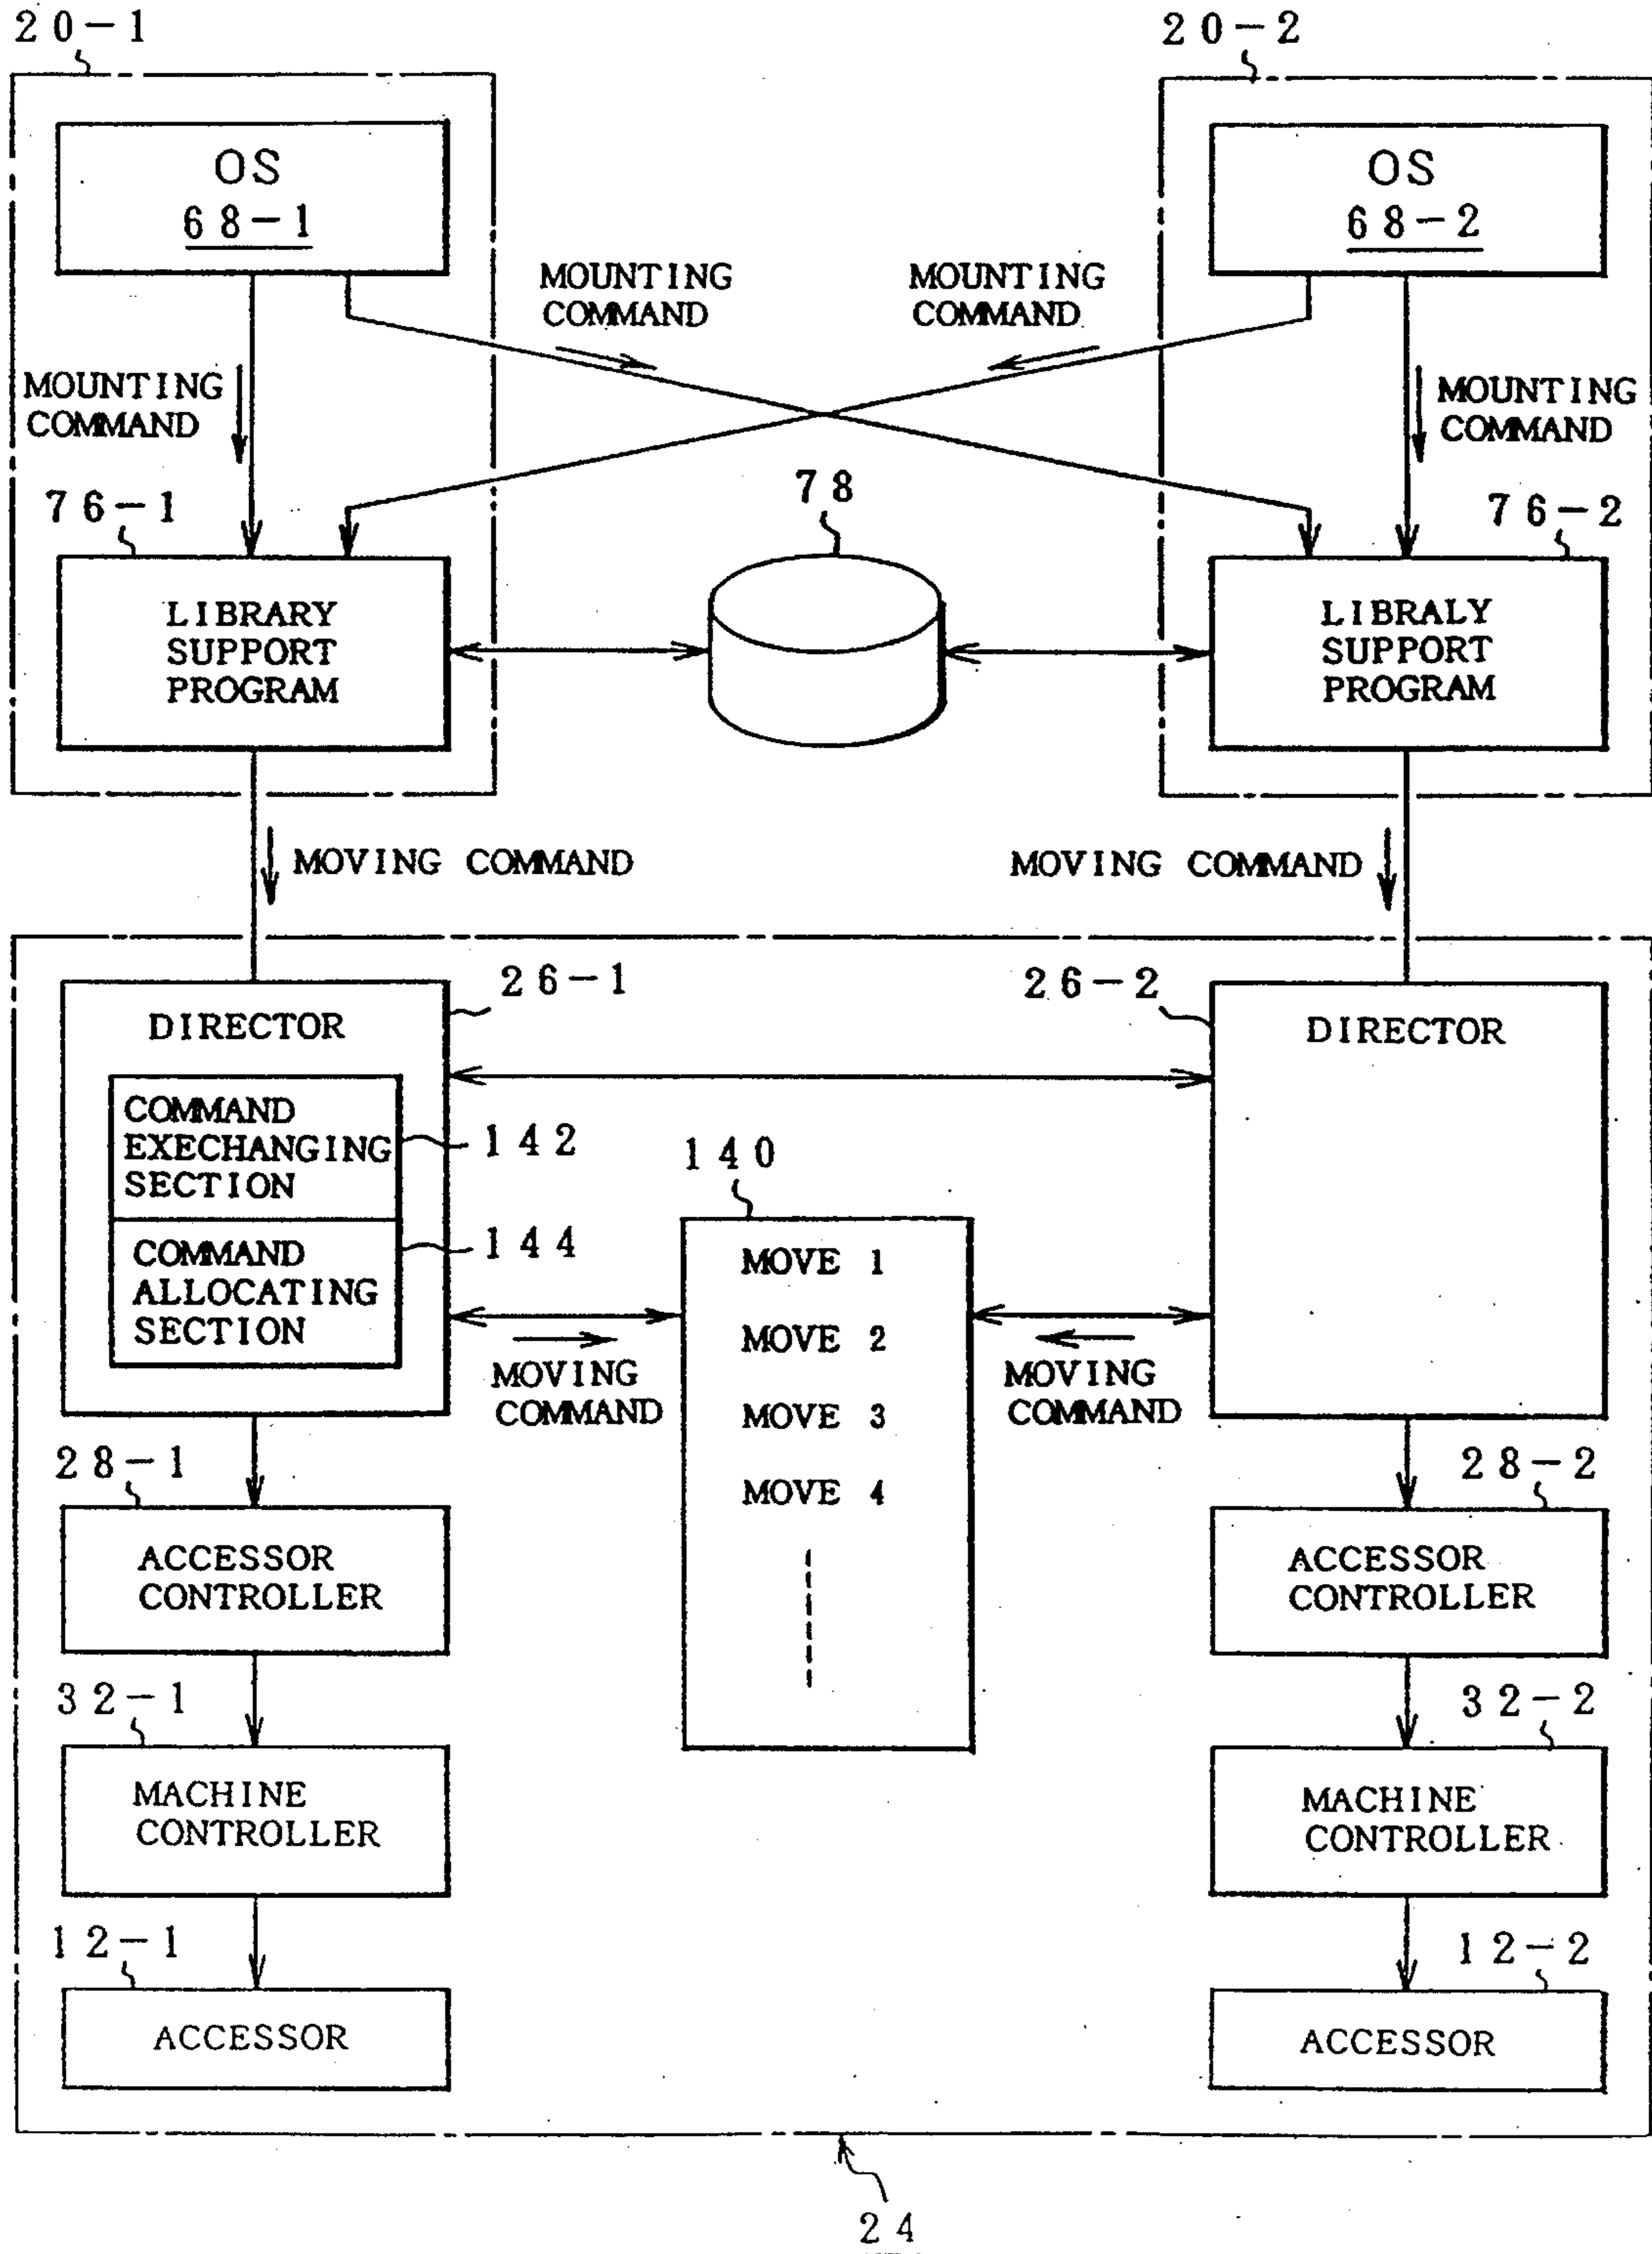 20-1
20-2
OS
68-1
OS
68-2
MOUNTING
COMMAND
MOUNTING
COMMAND
MOUNTING
COMMAND
MOUNTING
COMMAND
76-1
78
76-2
LIBRARY
SUPPORT
PROGRAM
LIBRALY
SUPPORT
PROGRAM
MOVING COMMAND
MOVING COMMAND
26-1
26-2
DIRECTOR
DIRECTOR
COMMAND
EXECHANGING
SECTION
142
140
COMMAND
ALLOCATING
SECTION
144
MOVE 1
MOVE 2
MOVE 3
MOVE 4
MOVING
COMMAND
MOVING
COMMAND
28-1
28-2
ACCESSOR
CONTROLLER
ACCESSOR
CONTROLLER
32-1
32-2
MACHINE
CONTROLLER
MACHINE
CONTROLLER
12-1
12-2
ACCESSOR
ACCESSOR
24